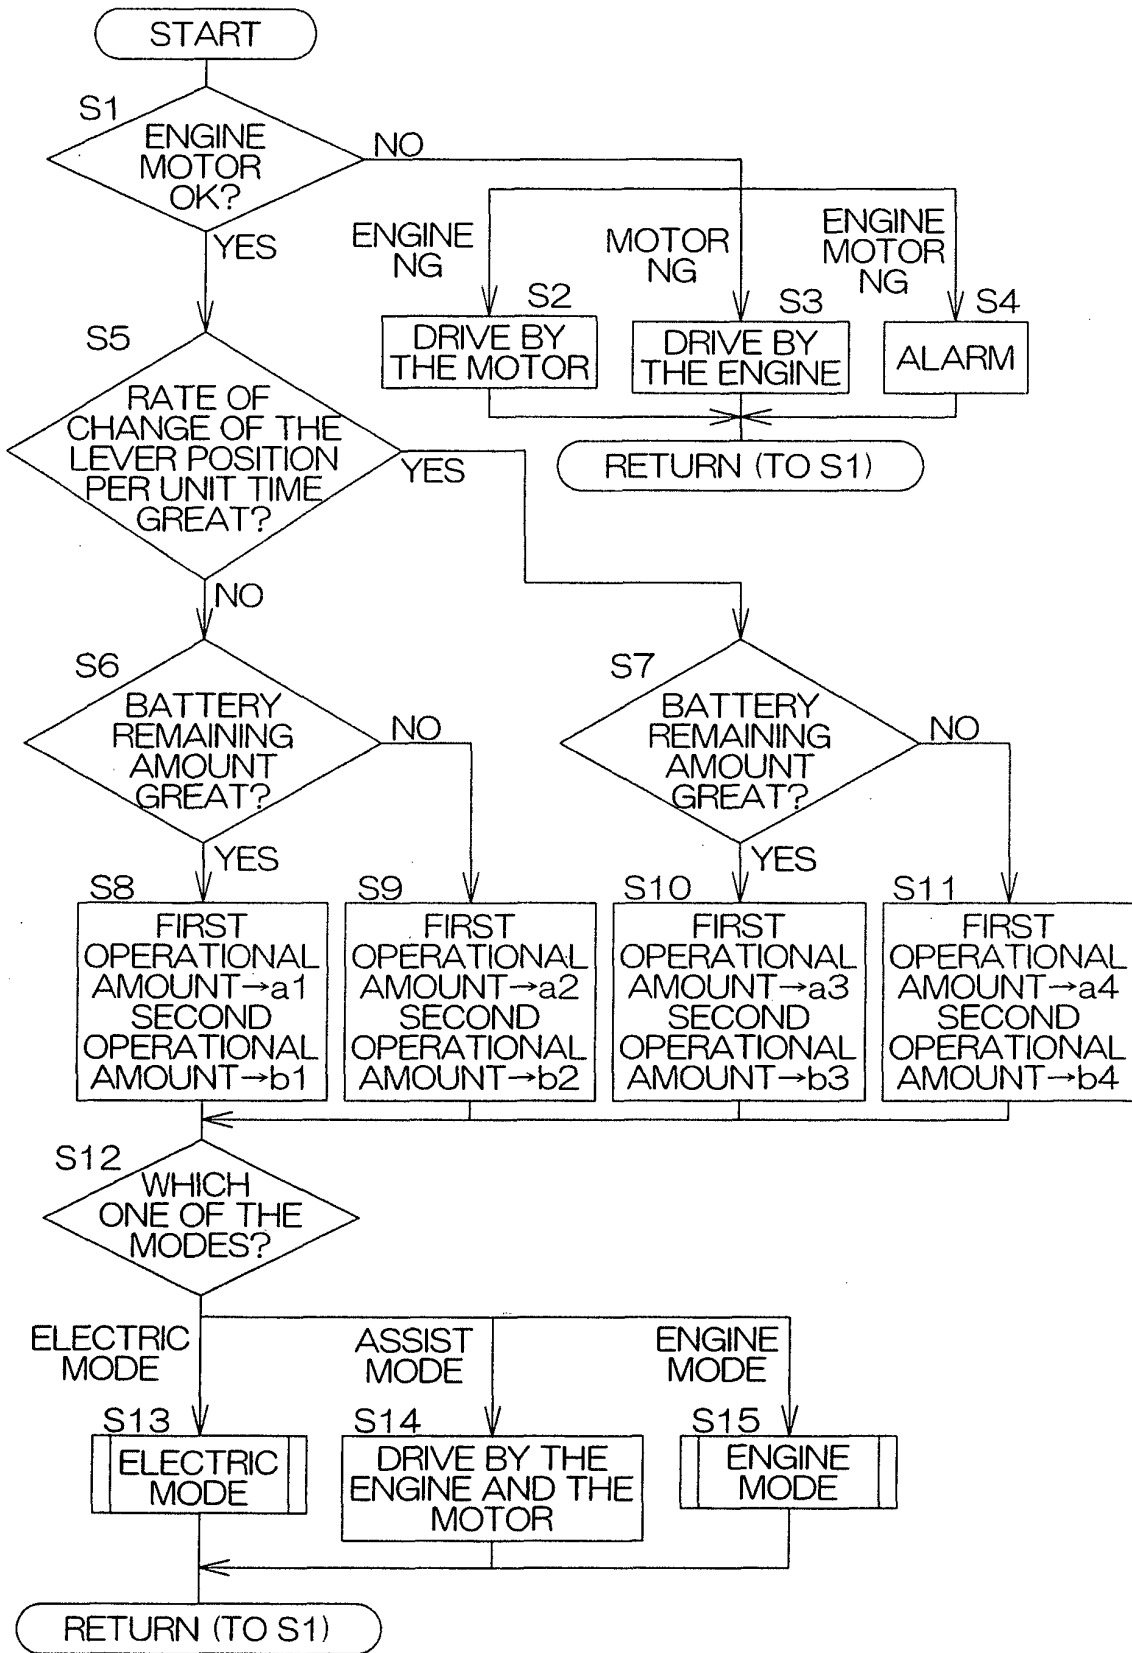 START
S1
ENGINE
MOTOR
OK?
NO
YES
ENGINE
NG
MOTOR
NG
ENGINE
MOTOR
NG
S2
DRIVE BY
THE MOTOR
S3
DRIVE BY
THE ENGINE
S4
ALARM
RETURN (TO S1)
S5
RATE OF
CHANGE OF THE
LEVER POSITION
PER UNIT TIME
GREAT?
YES
NO
S6
BATTERY
REMAINING
AMOUNT
GREAT?
NO
YES
S7
BATTERY
REMAINING
AMOUNT
GREAT?
NO
YES
S8
FIRST
OPERATIONAL
AMOUNT→a1
SECOND
OPERATIONAL
AMOUNT→b1
S9
FIRST
OPERATIONAL
AMOUNT→a2
SECOND
OPERATIONAL
AMOUNT→b2
S10
FIRST
OPERATIONAL
AMOUNT→a3
SECOND
OPERATIONAL
AMOUNT→b3
S11
FIRST
OPERATIONAL
AMOUNT→a4
SECOND
OPERATIONAL
AMOUNT→b4
S12
WHICH
ONE OF THE
MODES?
ELECTRIC
MODE
ASSIST
MODE
ENGINE
MODE
S13
ELECTRIC
MODE
S14
DRIVE BY THE
ENGINE AND THE
MOTOR
S15
ENGINE
MODE
RETURN (TO S1)